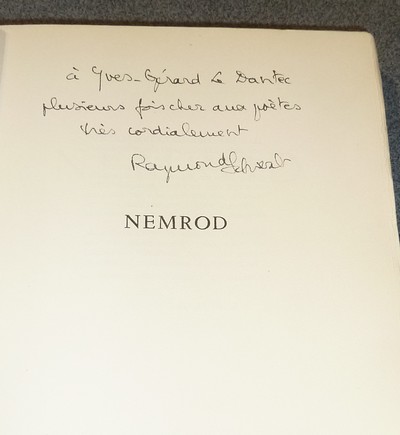 à Yves-Gérard Le Dantec
plusieurs fois cher aux poètes
très cordialement
Raymond Schwab
NEMROD